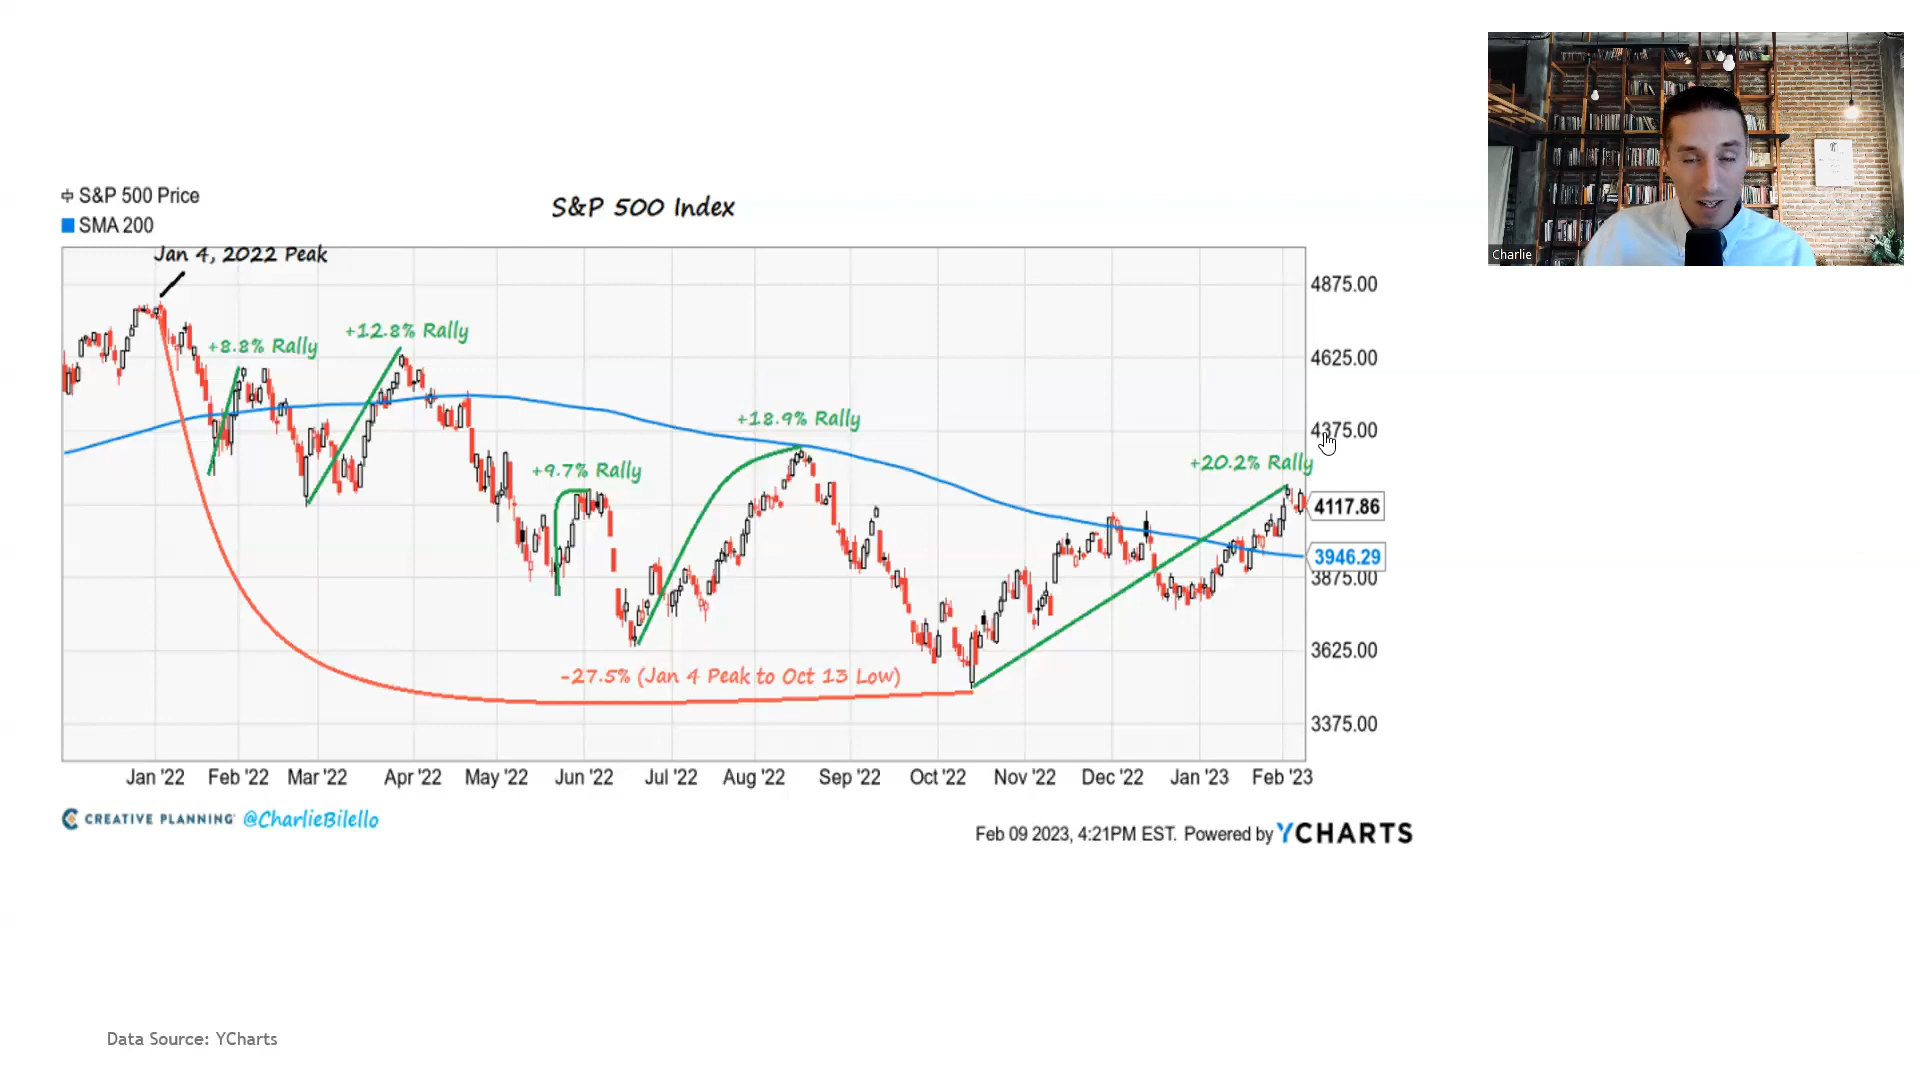 S&P 500 Price
SMA 200
S&P 500 Index
Jan 4, 2022 Peak
+8.8% Rally
+12.8% Rally
+9.7% Rally
+18.9% Rally
+20.2% Rally
-27.5% (Jan 4 Peak to Oct 13 Low)
4875.00
4625.00
4375.00
4117.86
3946.29
3875.00
3625.00
3375.00
Jan '22 Feb '22 Mar '22 Apr '22 May '22 Jun '22 Jul '22 Aug '22 Sep '22 Oct '22 Nov '22 Dec '22 Jan '23 Feb '23
CREATIVE PLANNING @CharlieBilello
Feb 09 2023, 4:21PM EST. Powered by YCHARTS
Data Source: YCharts
Charlie